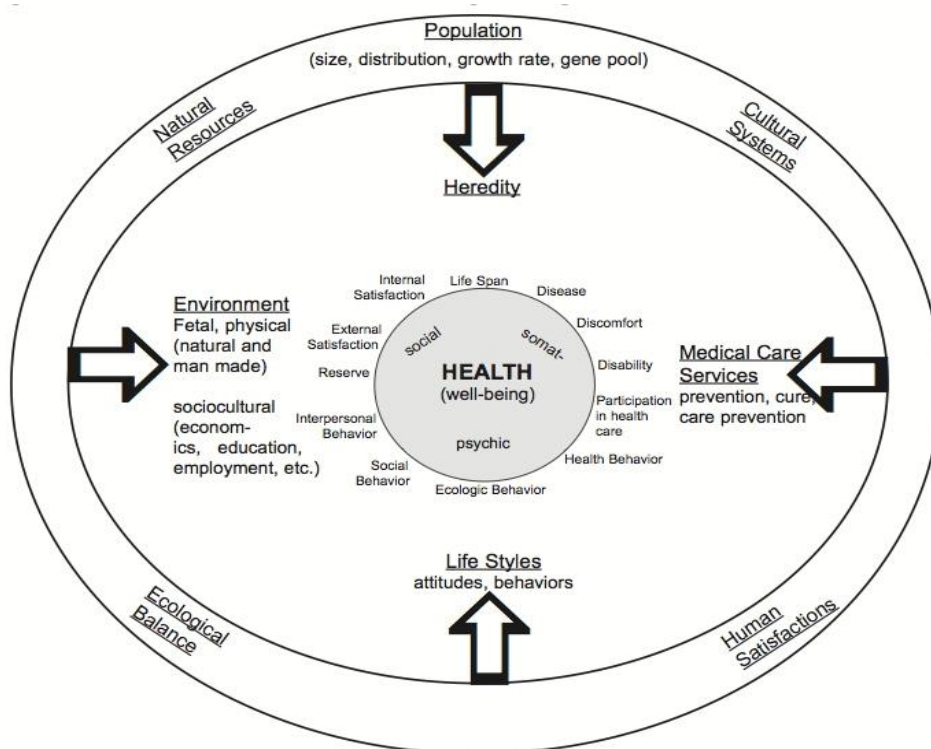 Population
(size, distribution, growth rate, gene pool)
Natural
Resources
Cultural
Systems
Heredity
Internal
Satisfaction
Life Span
Disease
Environment
Fetal, physical
(natural and
man made)
sociocultural
(econom-
ics, education,
employment, etc.)
External
Satisfaction
Reserve
Interpersonal
Behavior
Social
Behavior
social
somat-
HEALTH
(well-being)
psychic
Discomfort
Disability
Participation
in health
care
Health Behavior
Ecologic Behavior
Medical Care
Services
prevention, cure,
care prevention
Life Styles
attitudes, behaviors
Ecological
Balance
Human
Satisfactions